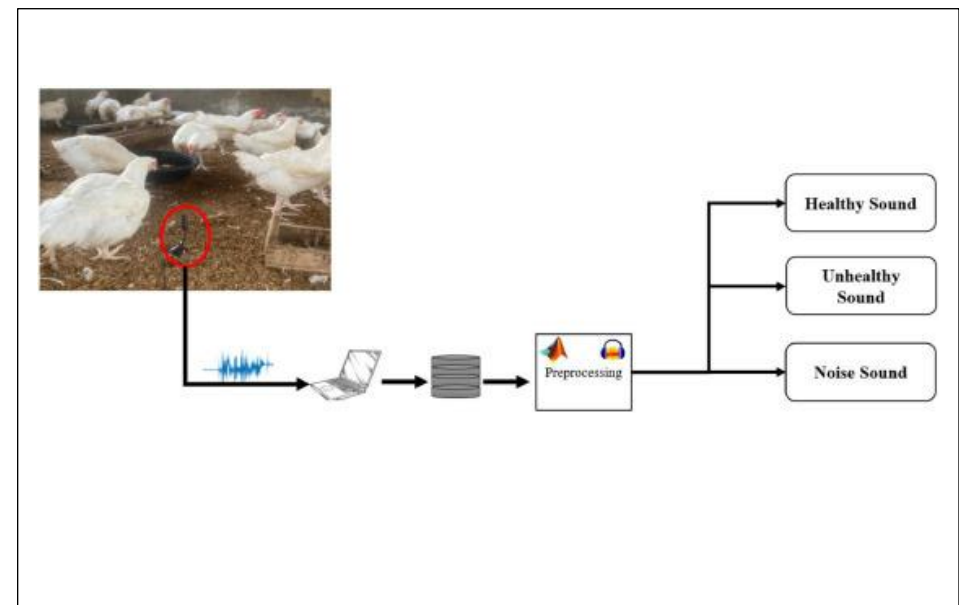 Healthy Sound
Unhealthy
Sound
Preprocessing
Noise Sound